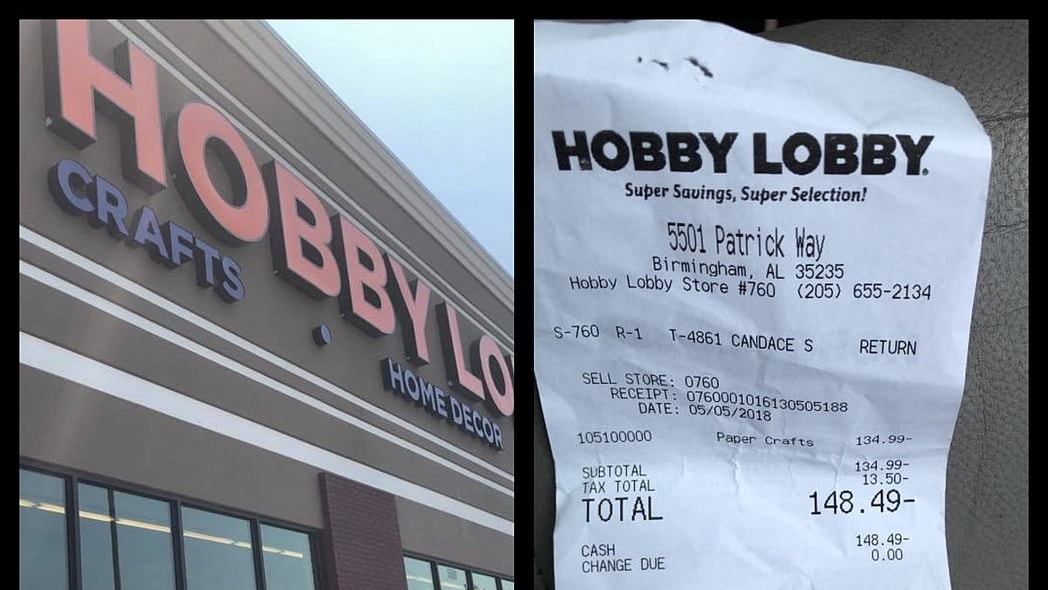 HOBBY LO
CRAFTS
HOME DECOR
HOBBY LOBBY.
Super Savings, Super Selection!
5501 Patrick Way
Birmingham, AL 35235
Hobby Lobby Store #760 (205) 655-2134
S-760 R-1 T-4861 CANDACE S RETURN
SELL STORE: 0760
RECEIPT: 0760001016130505188
DATE: 05/05/2018
105100000 Paper Crafts 134.99-
SUBTOTAL 134.99-
TAX TOTAL 13.50-
TOTAL 148.49-
CASH 148.49-
CHANGE DUE 0.00